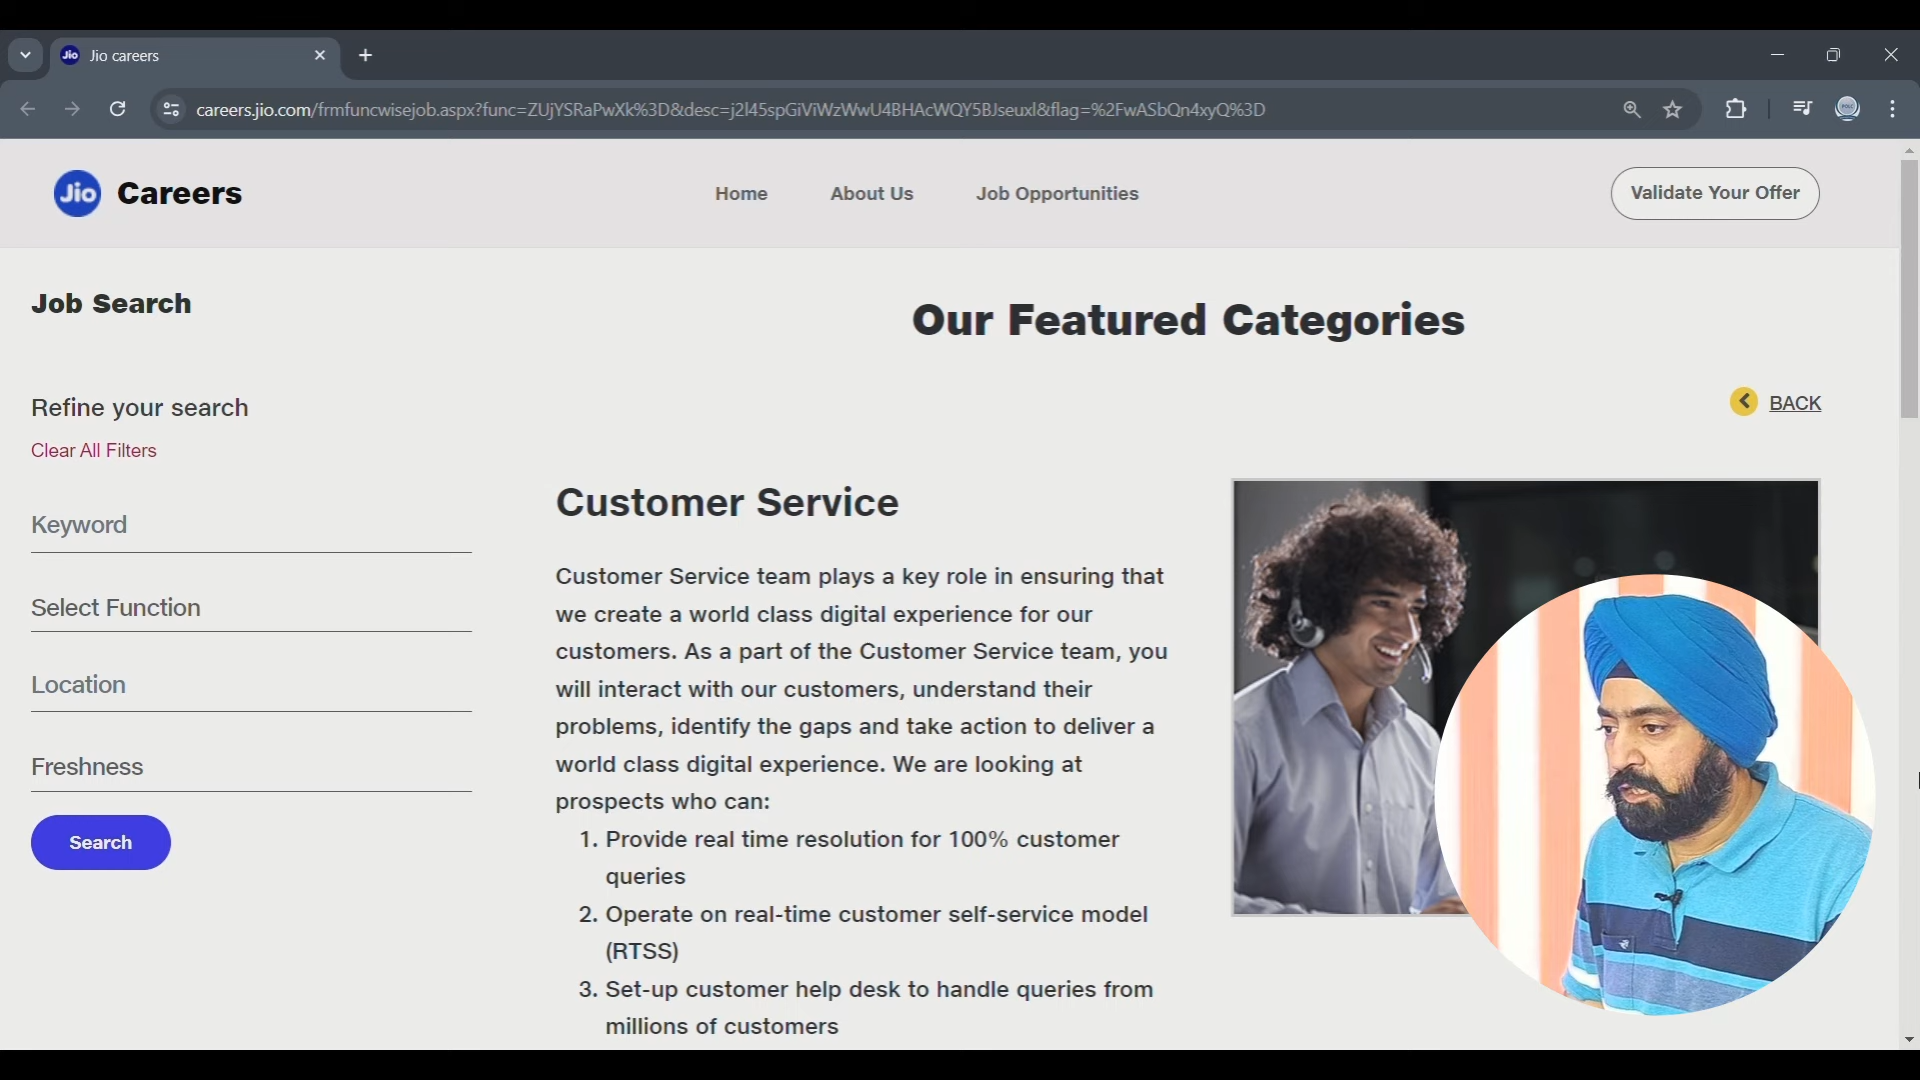 Jio Jio careers
careers.jio.com/frmfuncwisejob.aspx?func=ZUjYSRaPwXk%3D&desc=j2l45spGiViWzWwU4BHAcWQY5BJseuxl&flag=%2FwASbQn4xyQ%3D
Jio Careers Home About Us Job Opportunities Validate Your Offer
Job Search
Our Featured Categories
Refine your search
BACK
Clear All Filters
Keyword
Select Function
Location
Freshness
Search
Customer Service
Customer Service team plays a key role in ensuring that
we create a world class digital experience for our
customers. As a part of the Customer Service team, you
will interact with our customers, understand their
problems, identify the gaps and take action to deliver a
world class digital experience. We are looking at
prospects who can:
1. Provide real time resolution for 100% customer
queries
2. Operate on real-time customer self-service model
(RTSS)
3. Set-up customer help desk to handle queries from
millions of customers